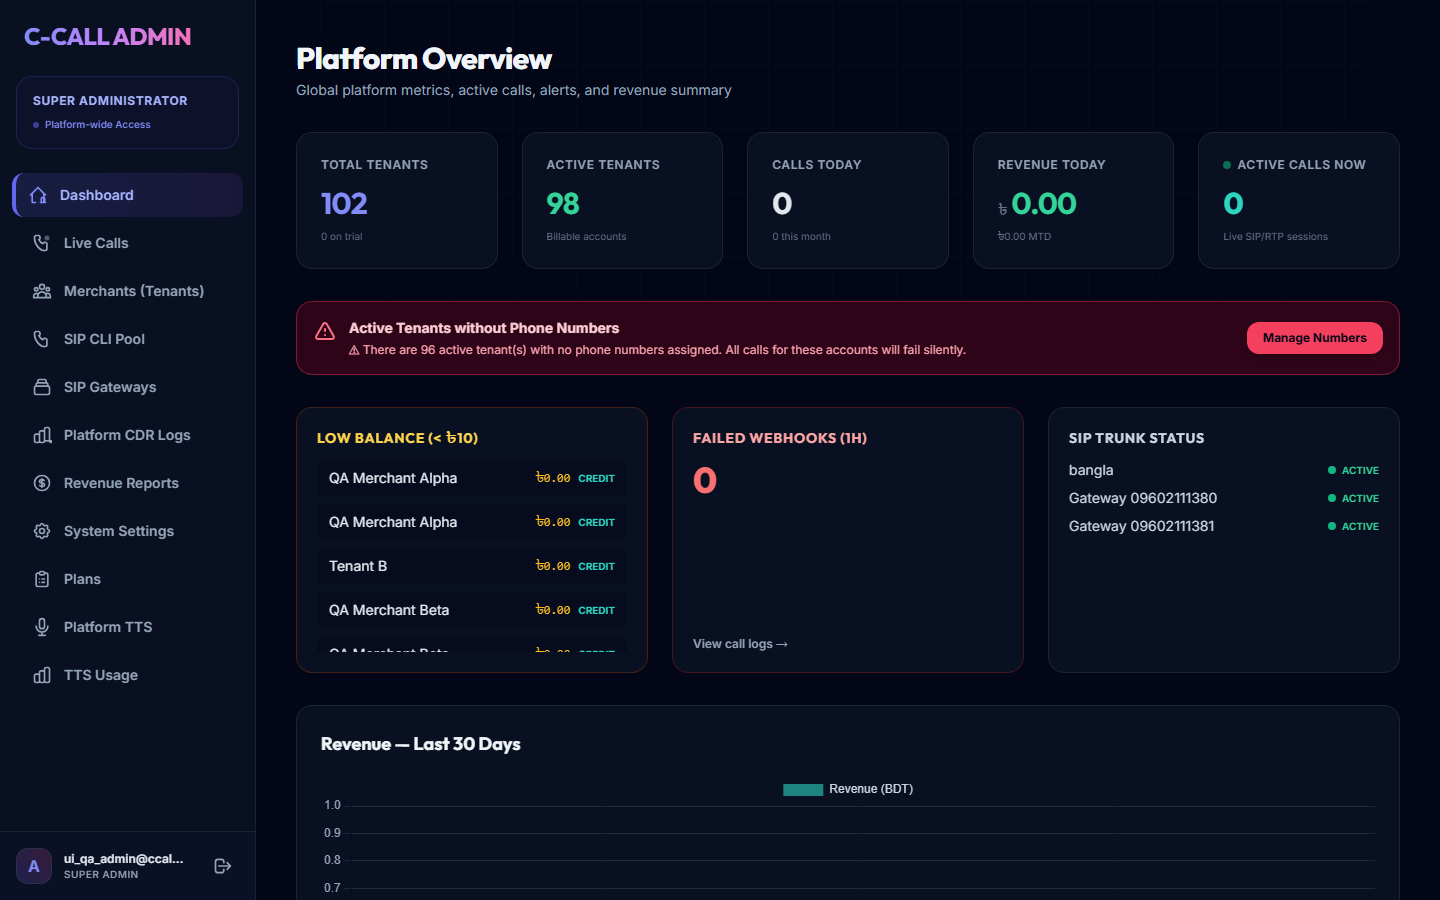 C-CALL ADMIN
SUPER ADMINISTRATOR
Platform-wide Access
Dashboard
Live Calls
Merchants (Tenants)
SIP CLI Pool
SIP Gateways
Platform CDR Logs
Revenue Reports
System Settings
Plans
Platform TTS
TTS Usage
A
ui_qa_admin@ccal...
SUPER ADMIN
Platform Overview
Global platform metrics, active calls, alerts, and revenue summary
TOTAL TENANTS
102
0 on trial
ACTIVE TENANTS
98
Billable accounts
CALLS TODAY
0
0 this month
REVENUE TODAY
৳ 0.00
৳0.00 MTD
ACTIVE CALLS NOW
0
Live SIP/RTP sessions
Active Tenants without Phone Numbers
⚠ There are 96 active tenant(s) with no phone numbers assigned. All calls for these accounts will fail silently.
Manage Numbers
LOW BALANCE (< ৳10)
QA Merchant Alpha ৳0.00 CREDIT
QA Merchant Alpha ৳0.00 CREDIT
Tenant B ৳0.00 CREDIT
QA Merchant Beta ৳0.00 CREDIT
QA Merchant Beta ৳0.00 CREDIT
FAILED WEBHOOKS (1H)
0
View call logs →
SIP TRUNK STATUS
bangla ACTIVE
Gateway 09602111380 ACTIVE
Gateway 09602111381 ACTIVE
Revenue — Last 30 Days
Revenue (BDT)
1.0
0.9
0.8
0.7